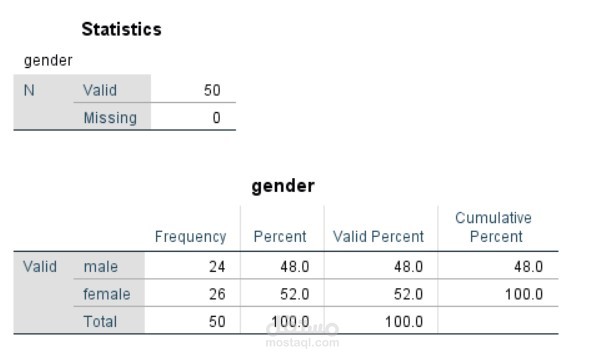 Statistics
gender
N Valid 50
Missing 0
gender
Frequency Percent Valid Percent Cumulative Percent
Valid male 24 48.0 48.0 48.0
female 26 52.0 52.0 100.0
Total 50 100.0 100.0
مستقل
mostaql.com